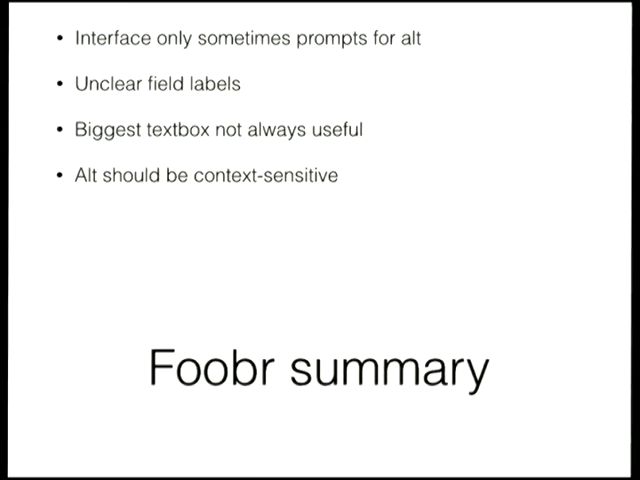 • Interface only sometimes prompts for alt
• Unclear field labels
• Biggest textbox not always useful
• Alt should be context-sensitive
Foobr summary